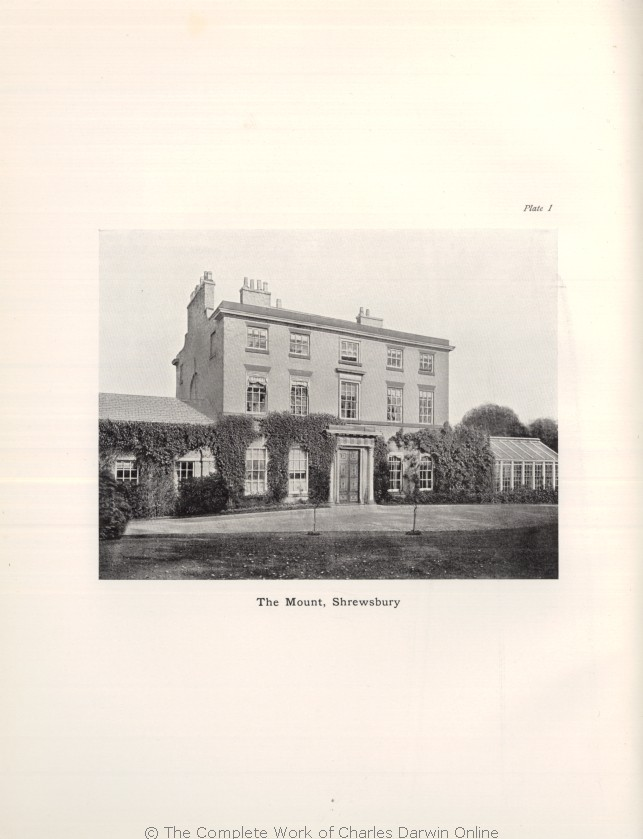 Plate I
The Mount, Shrewsbury
© The Complete Work of Charles Darwin Online